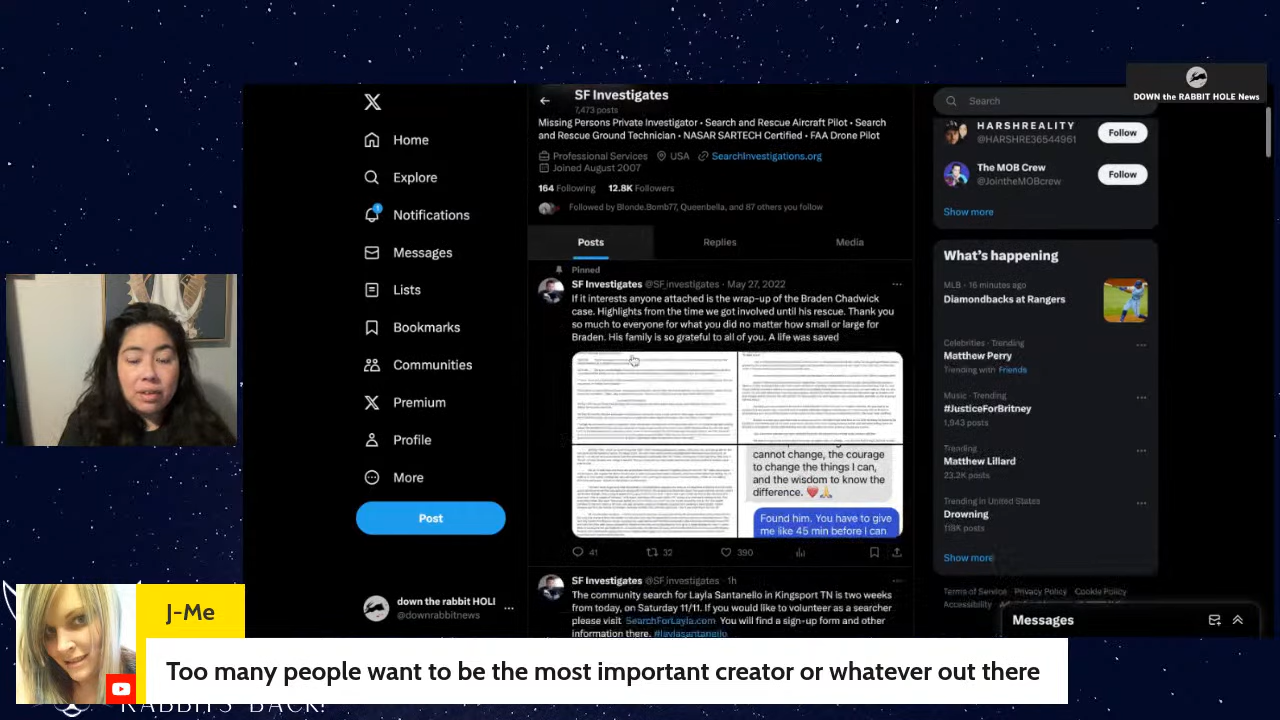 DOWN the RABBIT HOLE News
SF Investigates
7,473 posts
Missing Persons Private Investigator • Search and Rescue Aircraft Pilot • Search
and Rescue Ground Technician • NASAR SARTECH Certified • FAA Drone Pilot
Professional Services USA SearchInvestigations.org
Joined August 2007
164 Following 12.8K Followers
Followed by Blonde.Bomb77, Queenbella, and 87 others you follow
Posts Replies Media
Home
Explore
1
Notifications
Messages
Lists
Bookmarks
Communities
Premium
Profile
More
Post
down the rabbit HOL!
@downrabbitnews
Pinned
SF Investigates @SF_investigates · May 27, 2022
If it interests anyone attached is the wrap-up of the Braden Chadwick
case. Highlights from the time we got involved until his rescue. Thank you
so much to everyone for what you did no matter how small or large for
Braden. His family is so grateful to all of you. A life was saved
cannot change, the courage
to change the things I can,
and the wisdom to know the
difference. ❤️🙏
Found him. You have to give
me like 45 min before I can
41 32 390
SF Investigates @SF_investigates · 1h
The community search for Layla Santanello in Kingsport TN is two weeks
from today, on Saturday 11/11. If you would like to volunteer as a searcher
please visit SearchForLayla.com You will find a sign-up form and other
information there. #laylasantanello
Search
HARSHREALITY
@HARSHRE36544961
Follow
The MOB Crew
@JointheMOBcrew
Follow
Show more
What's happening
MLB · 16 minutes ago
Diamondbacks at Rangers
Celebrities · Trending
Matthew Perry
Trending with Friends
Music · Trending
#JusticeForBritney
1,943 posts
Trending
Matthew Lillard
23.2K posts
Trending in United States
Drowning
118K posts
Show more
Terms of Service Privacy Policy Cookie Policy
Accessibility
Messages
J-Me
Too many people want to be the most important creator or whatever out there
RABBITS BACK!